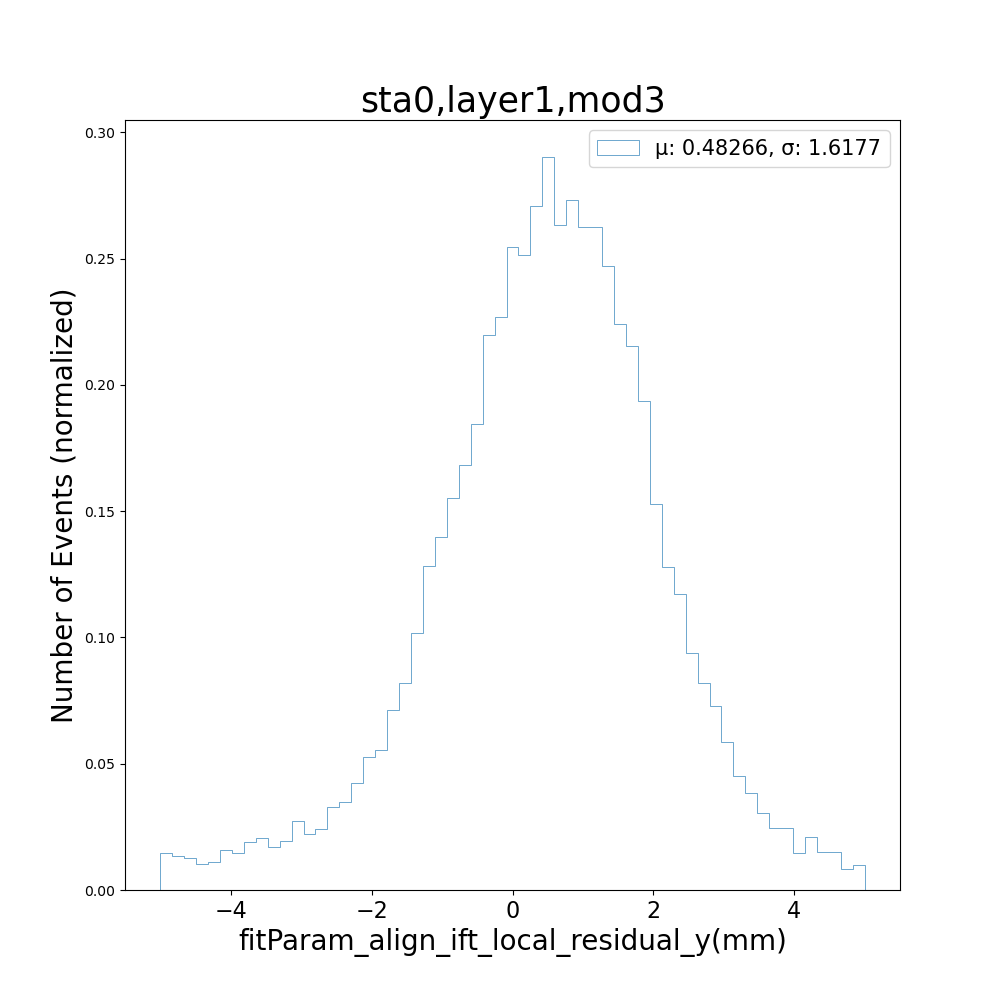 sta0,layer1,mod3
μ: 0.48266, σ: 1.6177
Number of Events (normalized)
0.30
0.25
0.20
0.15
0.10
0.05
0.00
−4 −2 0 2 4
fitParam_align_ift_local_residual_y(mm)